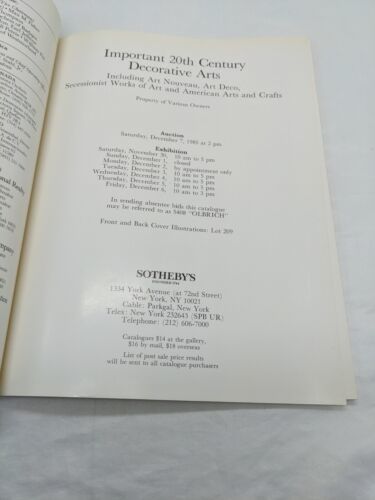 Important 20th Century
Decorative Arts
Including Art Nouveau, Art Deco,
Secessionist Works of Art and American Arts and Crafts
Property of Various Owners
Auction
Saturday, December 7, 1985 at 2 pm
Exhibition
Saturday, November 30, 10 am to 5 pm
Sunday, December 1, closed
Monday, December 2, by appointment only
Tuesday, December 3, 10 am to 5 pm
Wednesday, December 4, 10 am to 5 pm
Thursday, December 5, 10 am to 5 pm
Friday, December 6, 10 am to 3 pm
In sending absentee bids this catalogue
may be referred to as 5408 "OLBRICH"
Front and Back Cover Illustrations: Lot 209
SOTHEBY'S
FOUNDED 1744
1334 York Avenue (at 72nd Street)
New York, NY 10021
Cable: Parkgal, New York
Telex: New York 232643 (SPB UR)
Telephone: (212) 606-7000
Catalogues $14 at the gallery,
$16 by mail, $18 overseas
List of post sale price results
will be sent to all catalogue purchasers